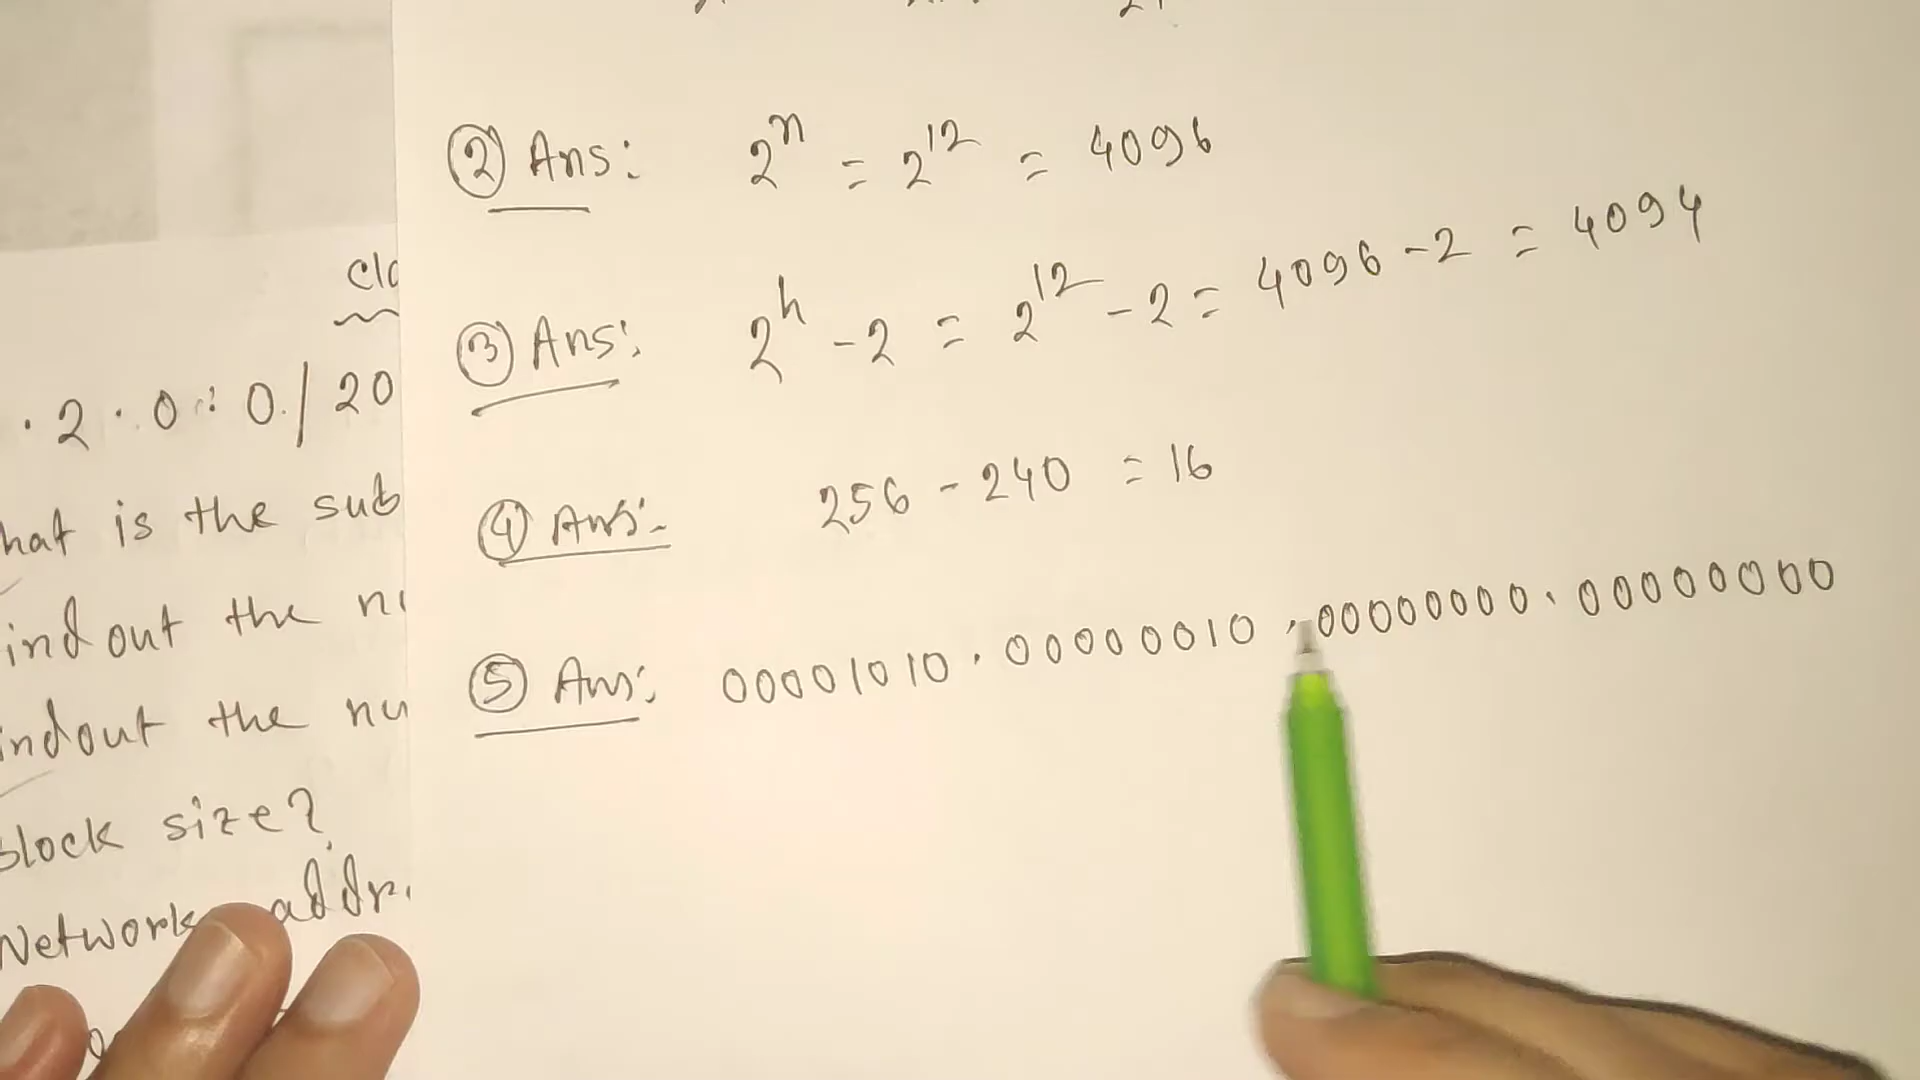 cla
. 2 . 0 . 0 / 20
hat is the sub
ind out the n
indout the nu
Block size?
Network addr.
② Ans: 2^n = 2^12 = 4096
③ Ans: 2^h - 2 = 2^12 - 2 = 4096 - 2 = 4094
④ Ans:- 256 - 240 = 16
⑤ Ans: 00001010.00000010.00000000.00000000